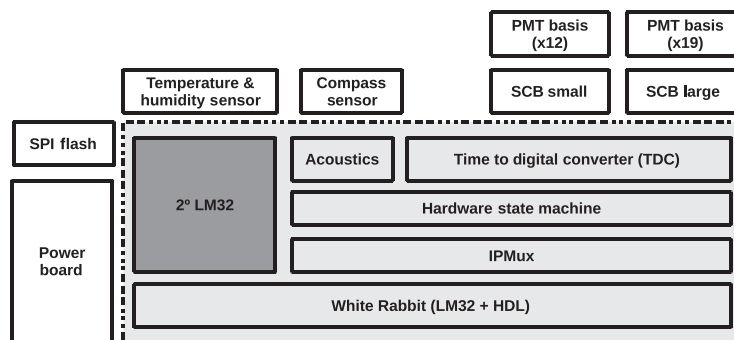 PMT basis
(x12)
PMT basis
(x19)
Temperature &
humidity sensor
Compass
sensor
SCB small
SCB large
SPI flash
Acoustics
Time to digital converter (TDC)
2º LM32
Hardware state machine
Power
board
IPMux
White Rabbit (LM32 + HDL)